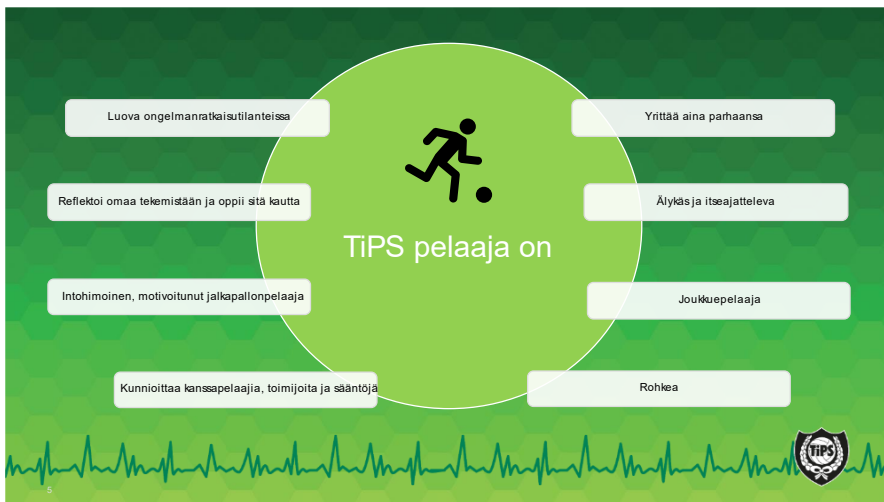 Luova ongelmanratkaisutilanteissa
Yrittää aina parhaansa
Reflektoi omaa tekemistään ja oppii sitä kautta
Älykäs ja itseajatteleva
TiPS pelaaja on
Intohimoinen, motivoitunut jalkapallonpelaaja
Joukkuepelaaja
Kunnioittaa kanssapelaajia, toimijoita ja sääntöjä
Rohkea
TiPS
5